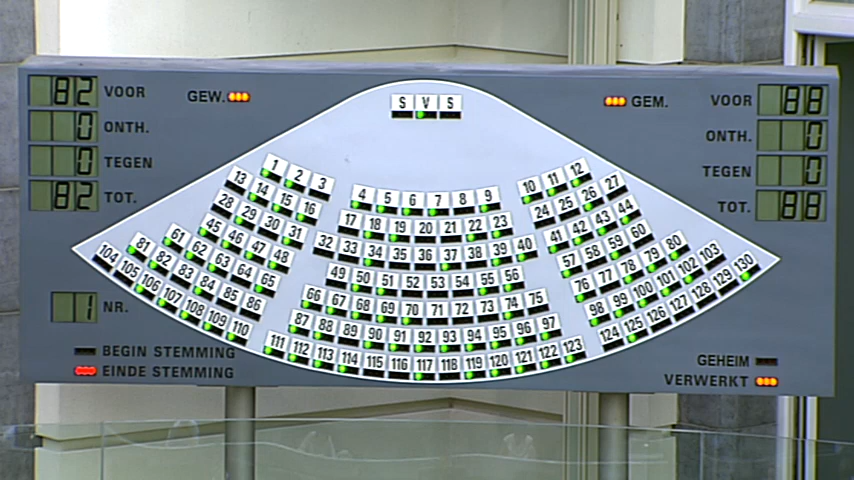 82 VOOR
0 ONTH.
0 TEGEN
82 TOT.
GEW.
S V S
GEM.
VOOR 88
ONTH. 0
TEGEN 0
TOT. 88
1 2 3
13 14 15 16
28 29 30 31
45 46 47 48
61 62 63 64 65
81 82 83 84 85 86
104 105 106 107 108 109 110
4 5 6 7 8 9
17 18 19 20 21 22 23
32 33 34 35 36 37 38 39 40
49 50 51 52 53 54 55 56
66 67 68 69 70 71 72 73 74 75
87 88 89 90 91 92 93 94 95 96 97
111 112 113 114 115 116 117 118 119 120 121 122 123
10 11 12
24 25 26 27
41 42 43 44
57 58 59 60
76 77 78 79 80
98 99 100 101 102 103
124 125 126 127 128 129 130
1 NR.
BEGIN STEMMING
EINDE STEMMING
GEHEIM
VERWERKT